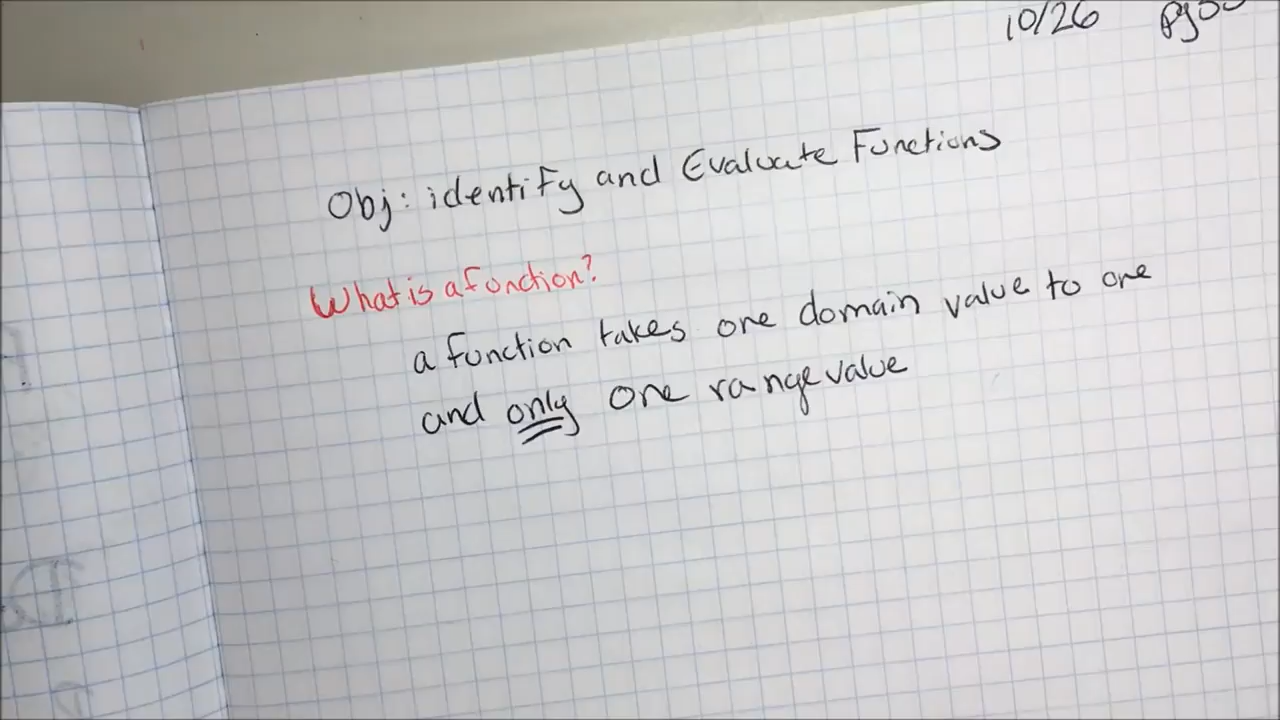 10/26
Obj: identify and Evaluate Functions
What is a function?
a function takes one domain value to one
and only one range value